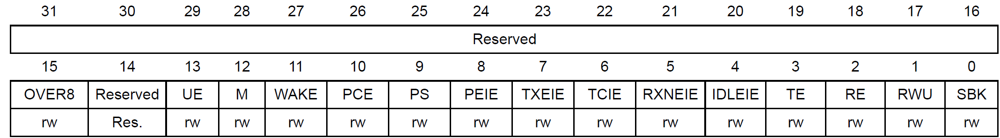 31 30 29 28 27 26 25 24 23 22 21 20 19 18 17 16
Reserved
15 14 13 12 11 10 9 8 7 6 5 4 3 2 1 0
OVER8 Reserved UE M WAKE PCE PS PEIE TXEIE TCIE RXNEIE IDLEIE TE RE RWU SBK
rw Res. rw rw rw rw rw rw rw rw rw rw rw rw rw rw